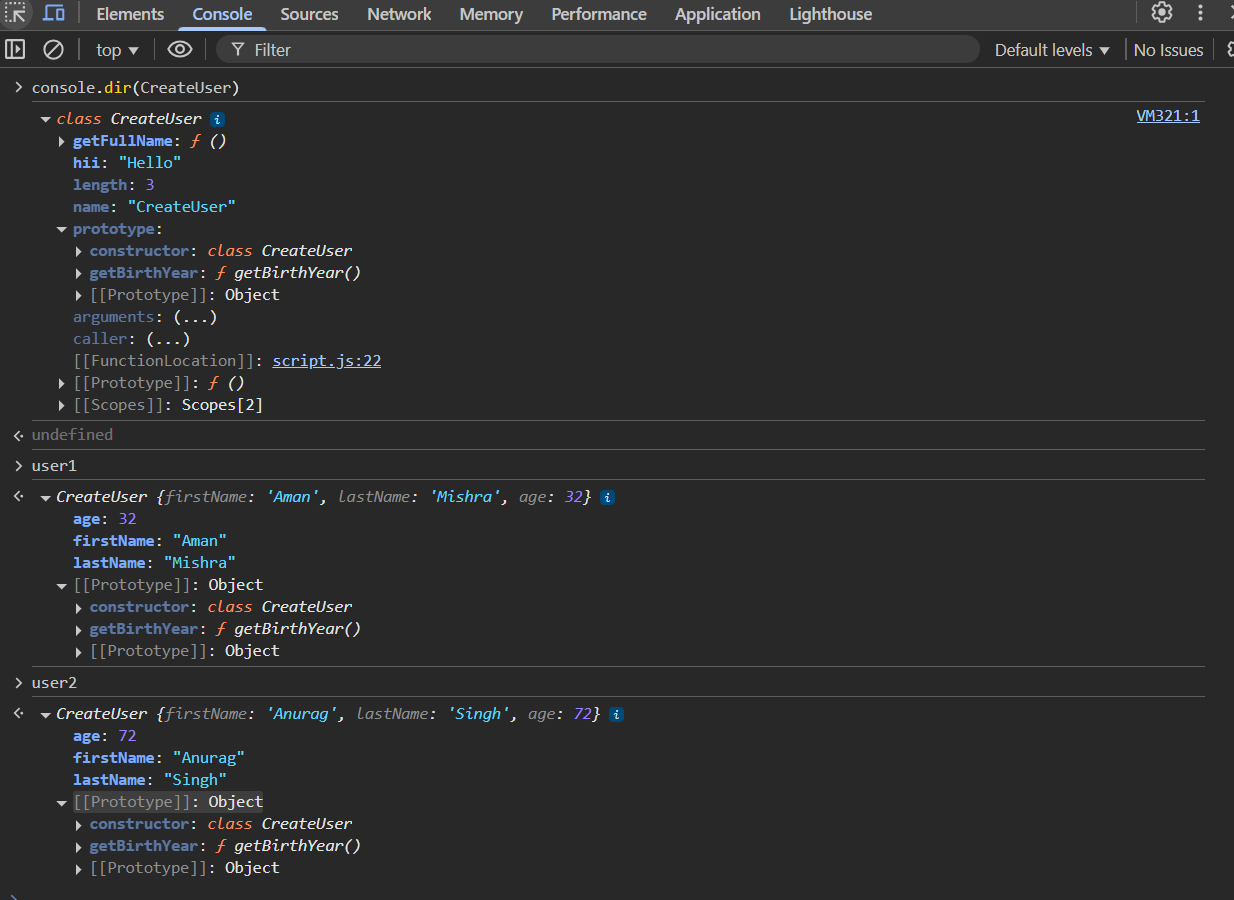 Elements Console Sources Network Memory Performance Application Lighthouse
top Filter Default levels No Issues
console.dir(CreateUser)
class CreateUser i VM321:1
getFullName: ƒ ()
hii: "Hello"
length: 3
name: "CreateUser"
prototype:
constructor: class CreateUser
getBirthYear: ƒ getBirthYear()
[[Prototype]]: Object
arguments: (...)
caller: (...)
[[FunctionLocation]]: script.js:22
[[Prototype]]: ƒ ()
[[Scopes]]: Scopes[2]
undefined
user1
CreateUser {firstName: 'Aman', lastName: 'Mishra', age: 32} i
age: 32
firstName: "Aman"
lastName: "Mishra"
[[Prototype]]: Object
constructor: class CreateUser
getBirthYear: ƒ getBirthYear()
[[Prototype]]: Object
user2
CreateUser {firstName: 'Anurag', lastName: 'Singh', age: 72} i
age: 72
firstName: "Anurag"
lastName: "Singh"
[[Prototype]]: Object
constructor: class CreateUser
getBirthYear: ƒ getBirthYear()
[[Prototype]]: Object